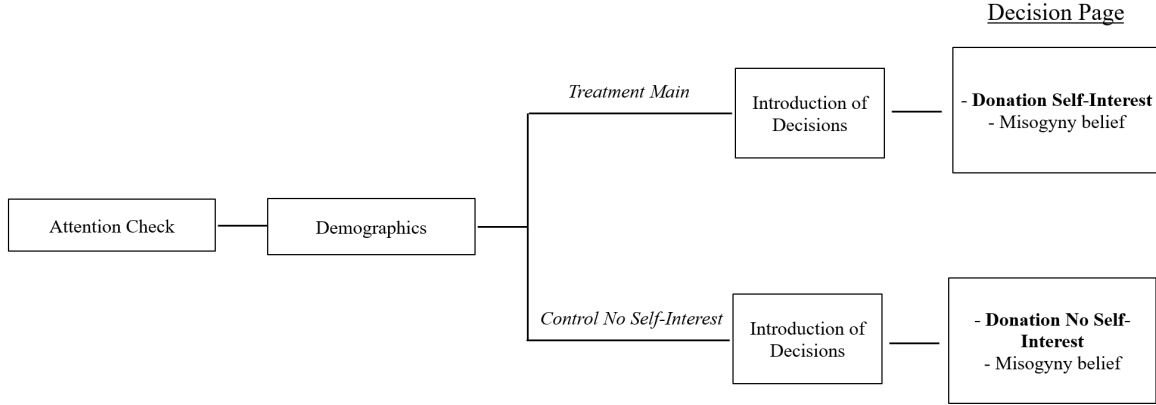 Decision Page
Treatment Main
Introduction of
Decisions
- Donation Self-Interest
- Misogyny belief
Attention Check
Demographics
Control No Self-Interest
Introduction of
Decisions
- Donation No Self-
Interest
- Misogyny belief